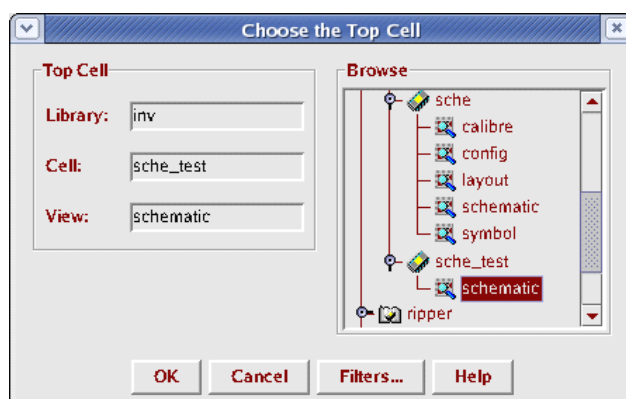 Choose the Top Cell
Top Cell
Library: inv
Cell: sche_test
View: schematic
Browse
sche
calibre
config
layout
schematic
symbol
sche_test
schematic
ripper
OK Cancel Filters... Help